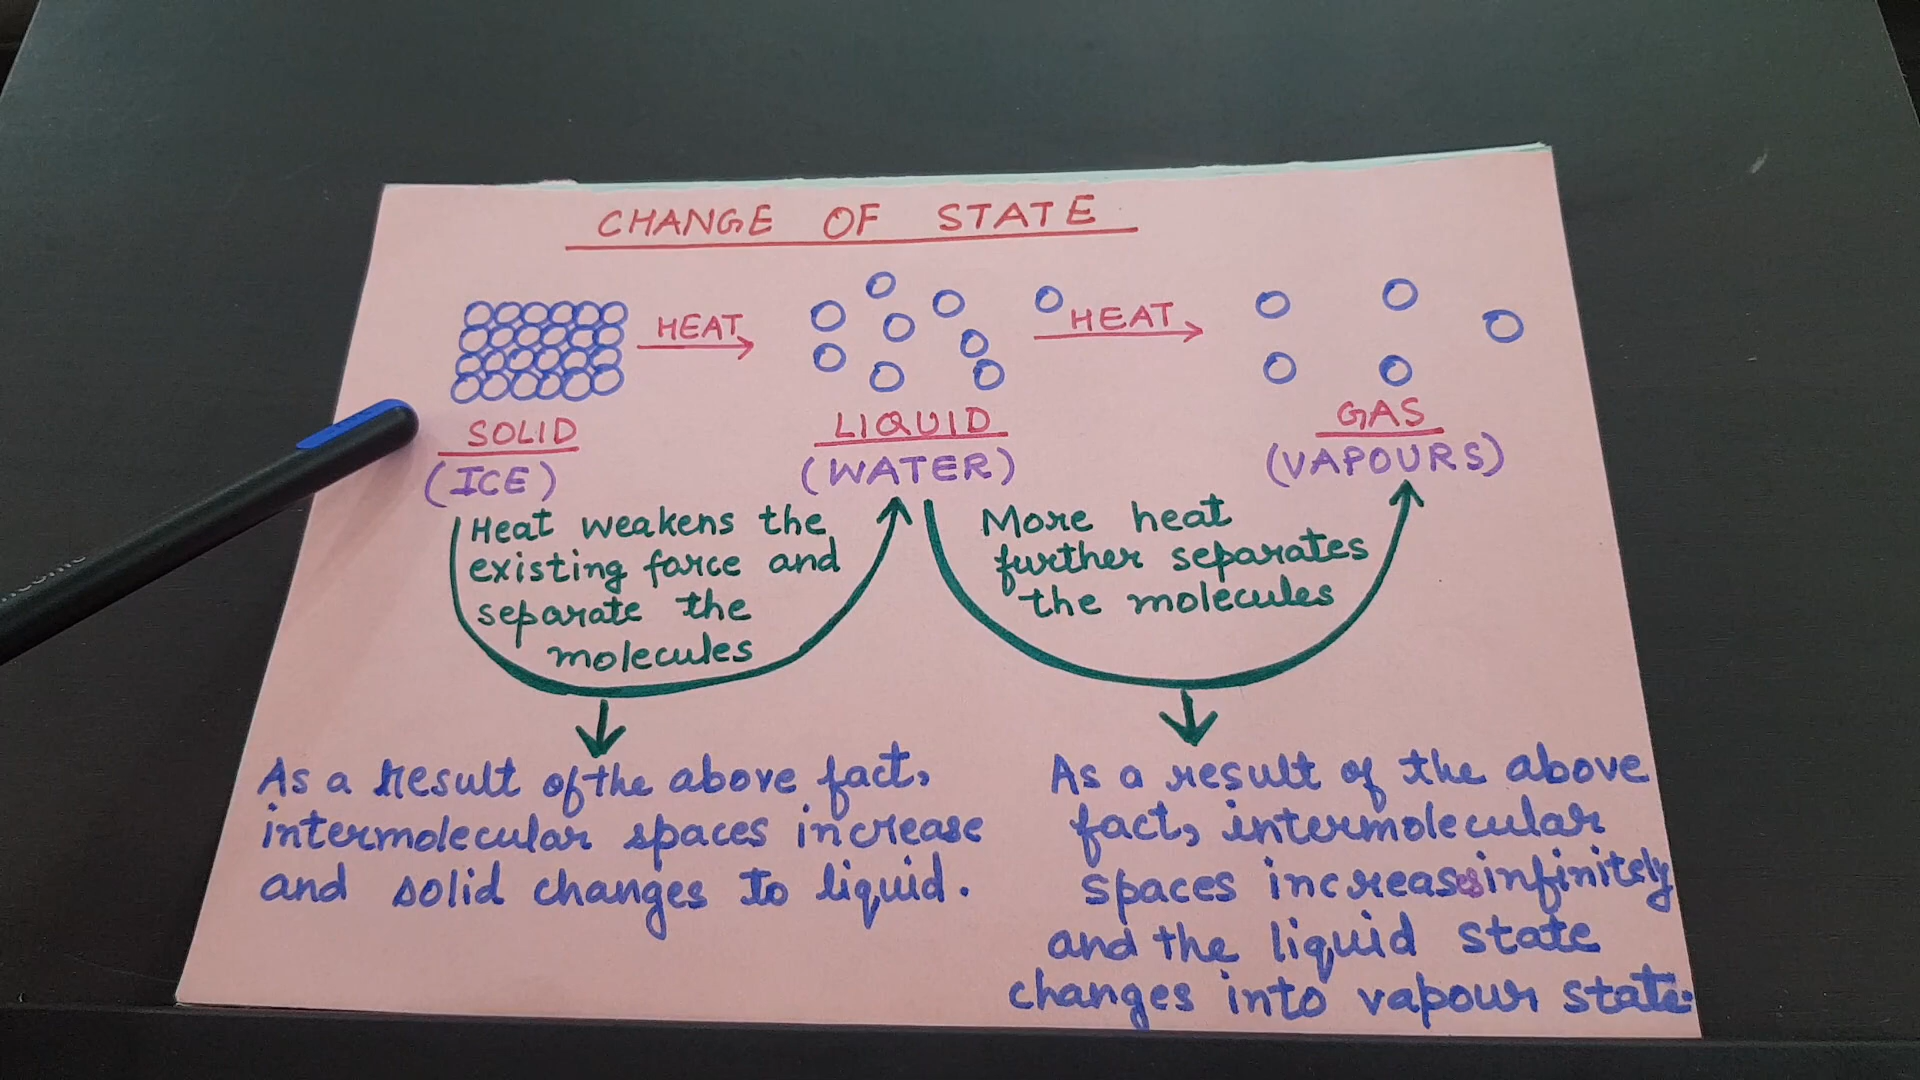 CHANGE OF STATE
HEAT
HEAT
SOLID
(ICE)
LIQUID
(WATER)
GAS
(VAPOURS)
Heat weakens the
existing force and
separate the
molecules
More heat
further separates
the molecules
As a result of the above fact,
intermolecular spaces increase
and solid changes to liquid.
As a result of the above
fact, intermolecular
spaces increases infinitely
and the liquid state
changes into vapour state.